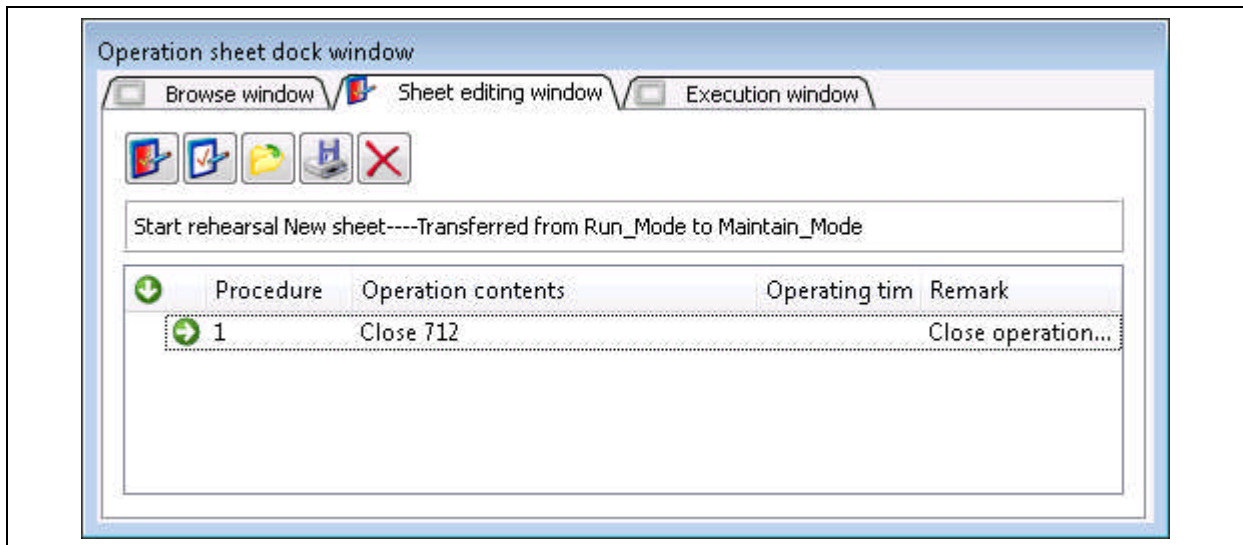 Operation sheet dock window
Browse window Sheet editing window Execution window
Start rehearsal New sheet----Transferred from Run_Mode to Maintain_Mode
Procedure Operation contents Operating tim Remark
1 Close 712 Close operation...